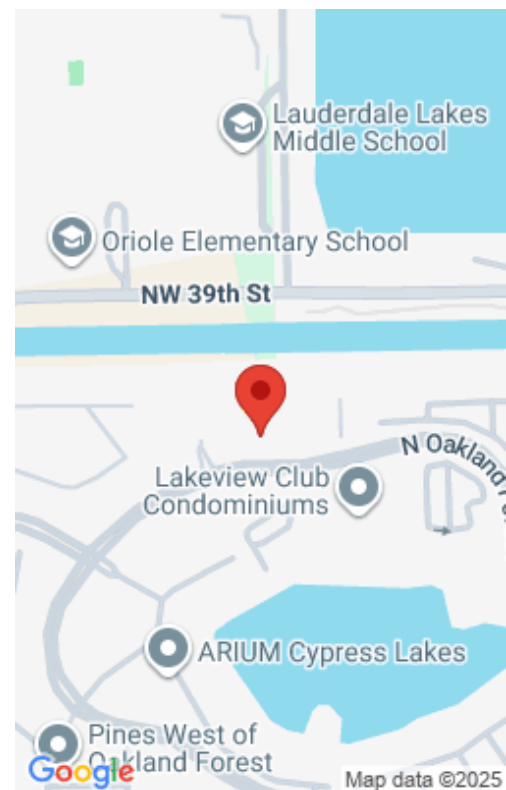 Lauderdale Lakes
Middle School
Oriole Elementary School
NW 39th St
N Oakland
Lakeview Club
Condominiums
ARIUM Cypress Lakes
Pines West of
Oakland Forest
Google
Map data ©2025